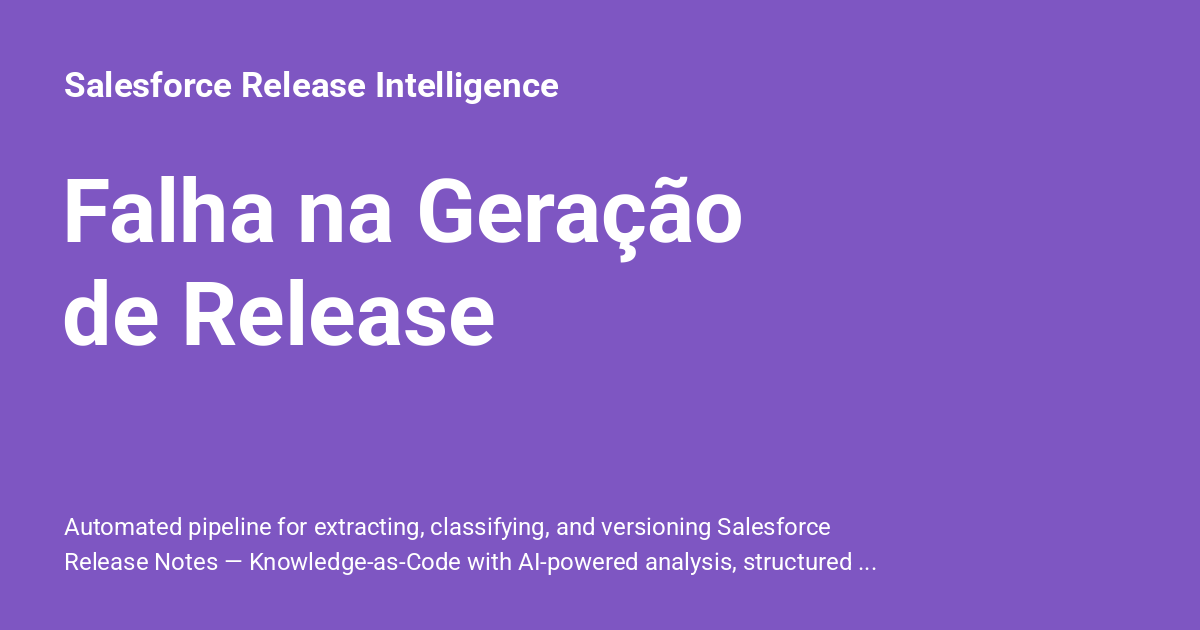 Salesforce Release Intelligence
Falha na Geração
de Release
Automated pipeline for extracting, classifying, and versioning Salesforce
Release Notes — Knowledge-as-Code with AI-powered analysis, structured ...